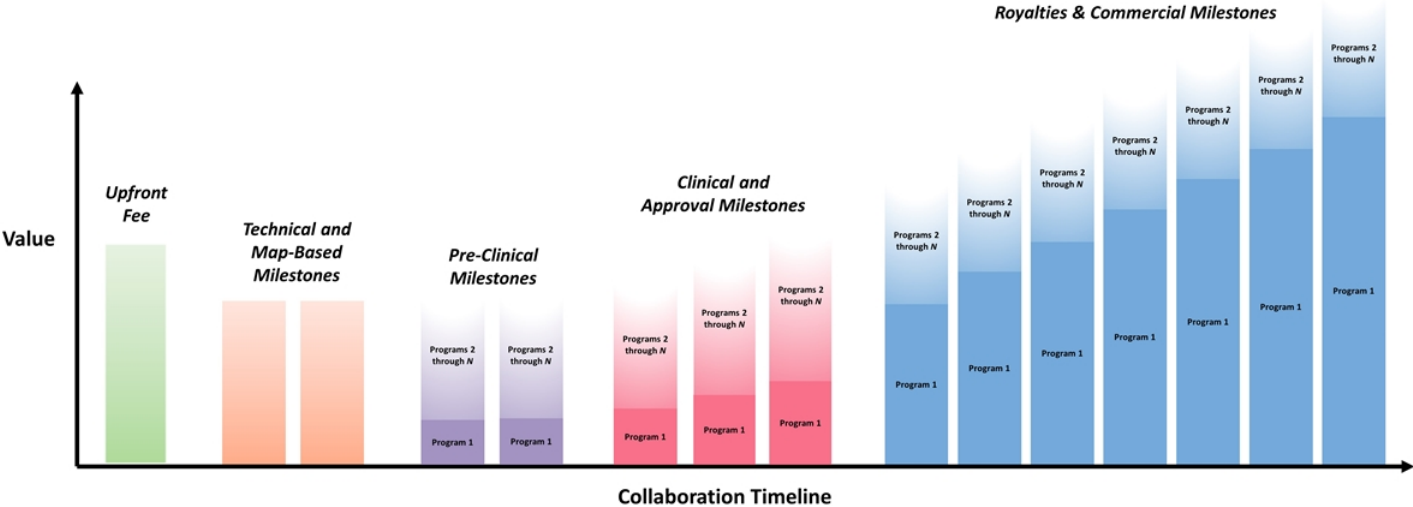 Royalties & Commercial Milestones
Value
Upfront
Fee
Technical and
Map-Based
Milestones
Pre-Clinical
Milestones
Programs 2
through N
Program 1
Programs 2
through N
Program 1
Clinical and
Approval Milestones
Programs 2
through N
Program 1
Programs 2
through N
Program 1
Programs 2
through N
Program 1
Programs 2
through N
Program 1
Programs 2
through N
Program 1
Programs 2
through N
Program 1
Programs 2
through N
Program 1
Programs 2
through N
Program 1
Programs 2
through N
Program 1
Programs 2
through N
Program 1
Collaboration Timeline